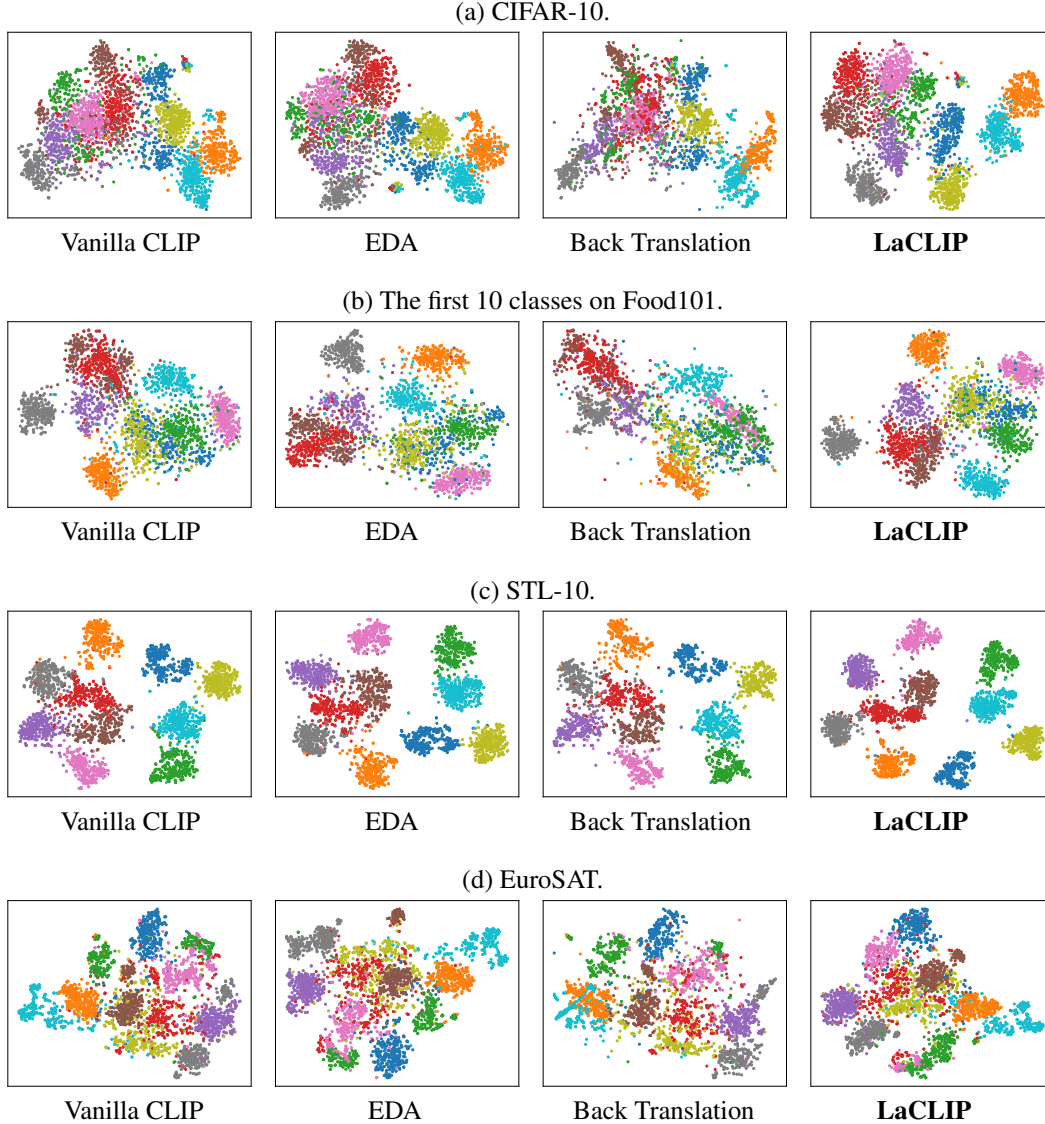 (a) CIFAR-10.
Vanilla CLIP EDA Back Translation LaCLIP
(b) The first 10 classes on Food101.
Vanilla CLIP EDA Back Translation LaCLIP
(c) STL-10.
Vanilla CLIP EDA Back Translation LaCLIP
(d) EuroSAT.
Vanilla CLIP EDA Back Translation LaCLIP